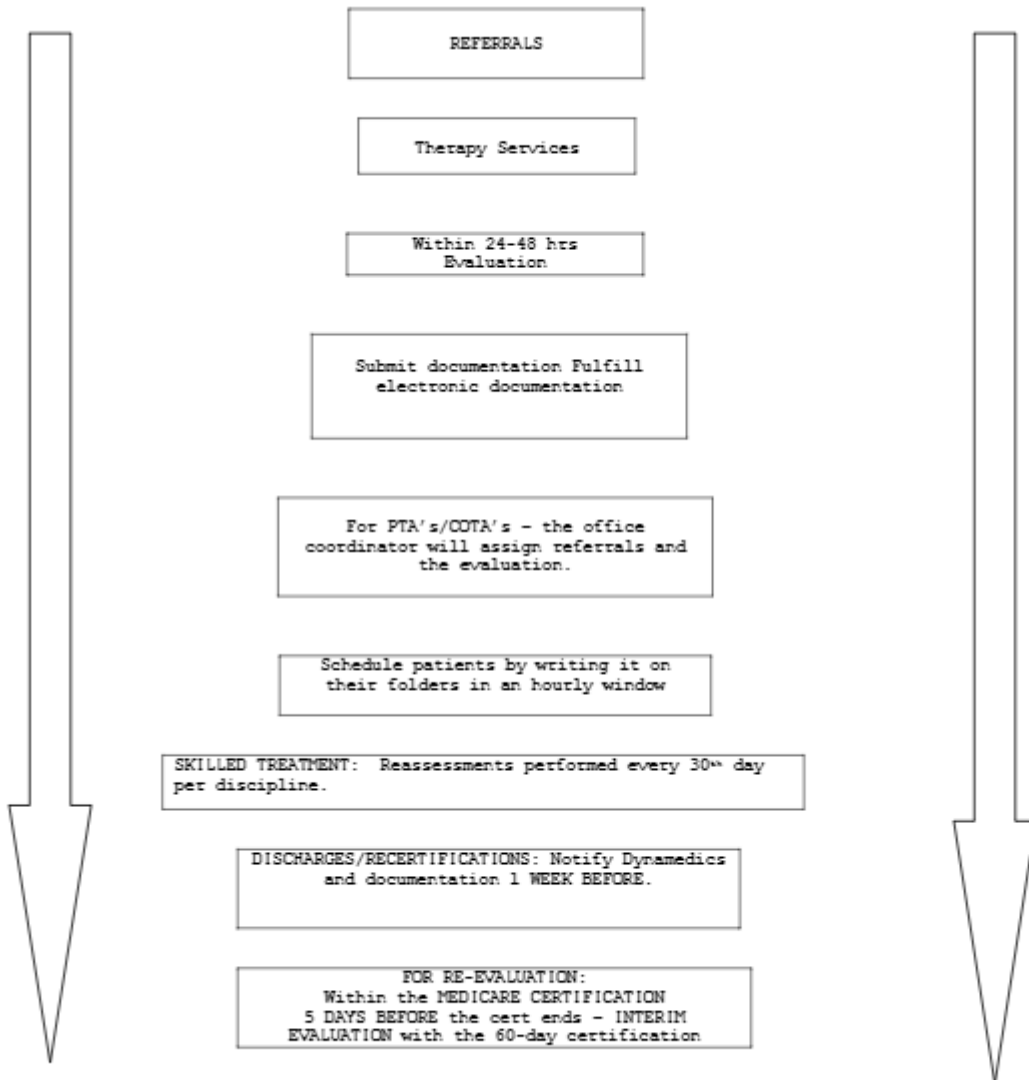 REFERRALS
Therapy Services
Within 24-48 hrs
Evaluation
Submit documentation Fulfill
electronic documentation
For PTA's/COTA's – the office
coordinator will assign referrals and
the evaluation.
Schedule patients by writing it on
their folders in an hourly window
SKILLED TREATMENT: Reassessments performed every 30th day
per discipline.
DISCHARGES/RECERTIFICATIONS: Notify Dynamedics
and documentation 1 WEEK BEFORE.
FOR RE-EVALUATION:
Within the MEDICARE CERTIFICATION
5 DAYS BEFORE the cert ends – INTERIM
EVALUATION with the 60-day certification